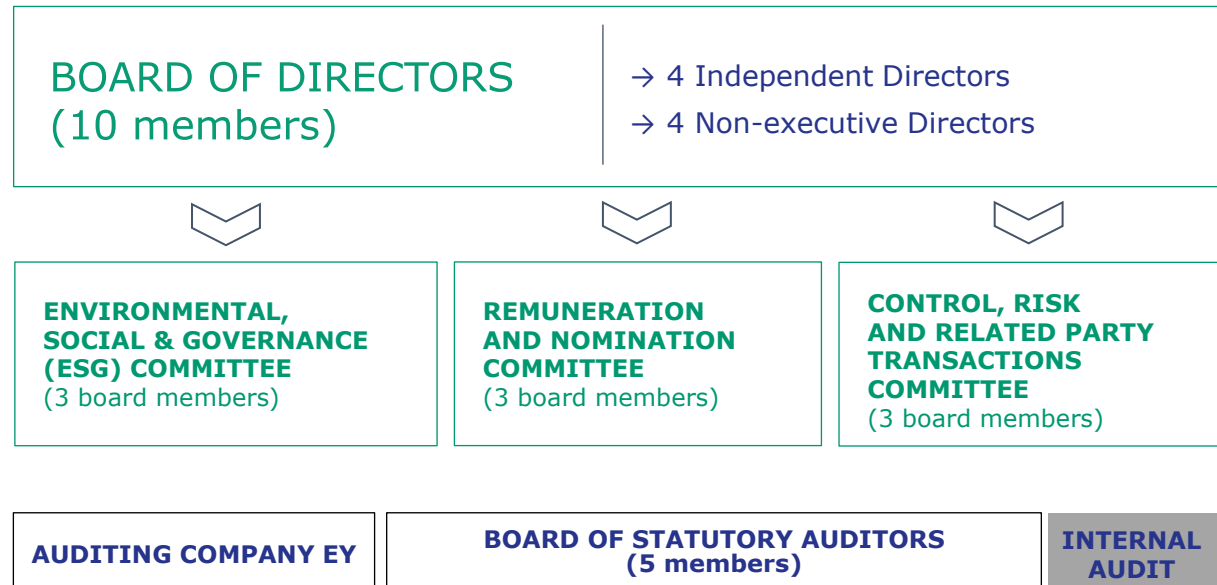 BOARD OF DIRECTORS
(10 members)
→ 4 Independent Directors
→ 4 Non-executive Directors
ENVIRONMENTAL,
SOCIAL & GOVERNANCE
(ESG) COMMITTEE
(3 board members)
REMUNERATION
AND NOMINATION
COMMITTEE
(3 board members)
CONTROL, RISK
AND RELATED PARTY
TRANSACTIONS
COMMITTEE
(3 board members)
AUDITING COMPANY EY
BOARD OF STATUTORY AUDITORS
(5 members)
INTERNAL
AUDIT